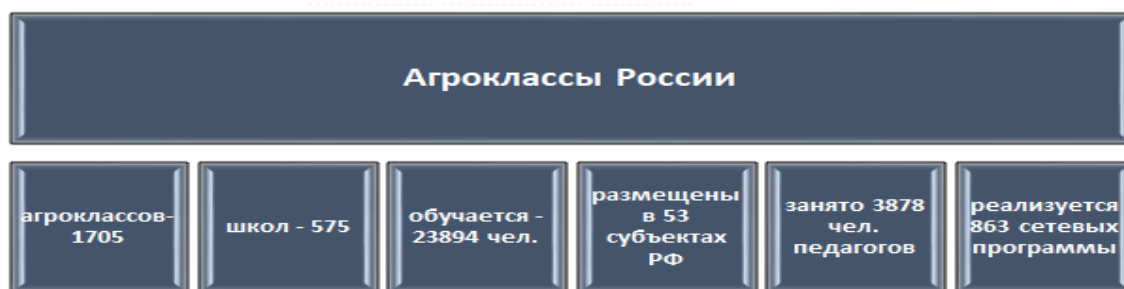 Агроклассы России
агроклассов-
1705
школ - 575
обучается -
23894 чел.
размещены
в 53
субъектах
РФ
занято 3878
чел.
педагогов
реализуется
863 сетевых
программы